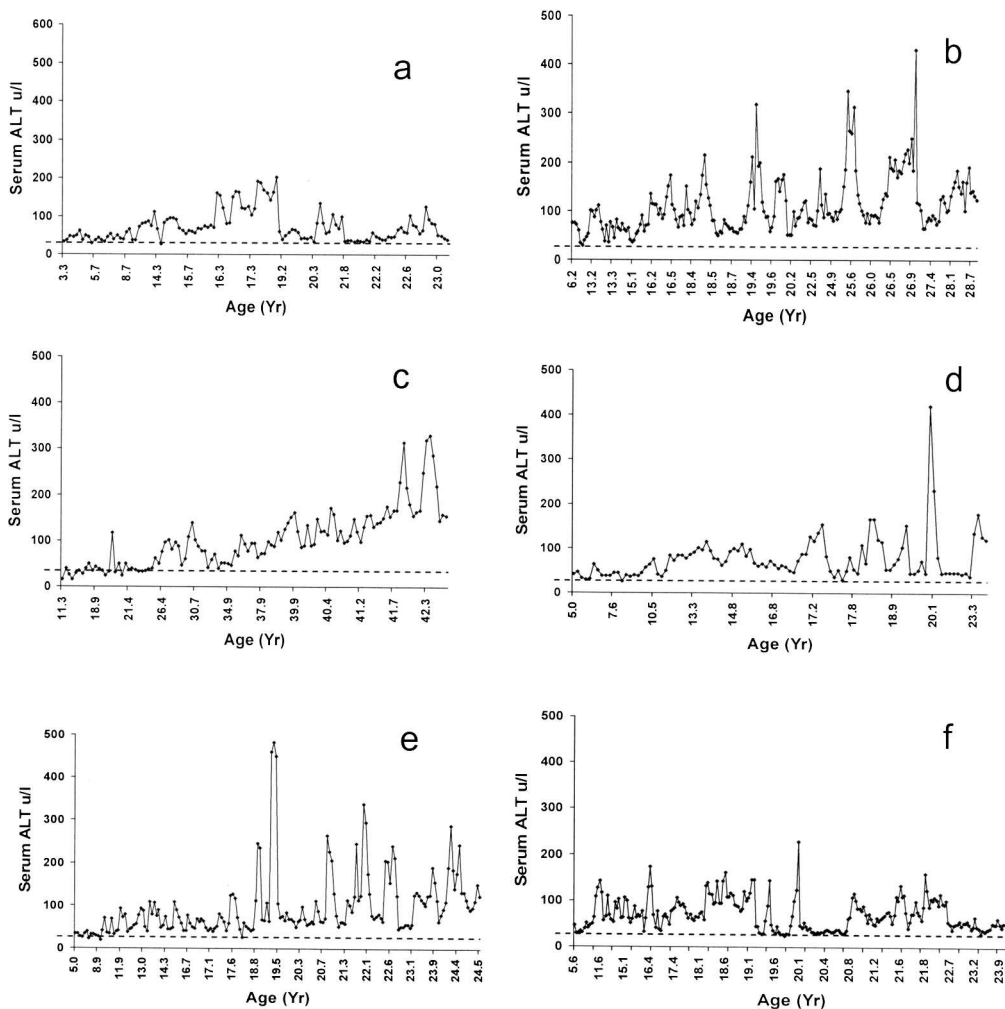 a
Serum ALT u/l
600
500
400
300
200
100
0
3.3 5.7 8.7 14.3 15.7 16.3 17.3 19.2 20.3 21.8 22.2 22.6 23.0
Age (Yr)
b
Serum ALT u/l
500
400
300
200
100
0
6.2 13.2 13.6 15.1 16.2 16.5 18.4 18.5 18.7 19.4 19.6 20.2 22.5 24.9 25.6 26.0 26.5 26.9 27.4 28.1 28.7
Age (Yr)
c
Serum ALT u/l
500
400
300
200
100
0
11.3 18.9 21.4 26.4 30.7 34.9 37.9 39.9 40.4 41.2 41.7 42.3
Age (Yr)
d
Serum ALT u/l
500
400
300
200
100
0
5.0 7.6 10.5 13.3 14.8 16.8 17.2 17.8 18.9 20.1 23.3
Age (Yr)
e
Serum ALT u/l
500
400
300
200
100
0
5.0 8.9 11.9 13.0 14.3 16.7 17.6 18.8 19.5 20.2 20.7 21.3 22.1 22.6 23.1 23.9 24.4 24.5
Age (Yr)
f
Serum ALT u/l
500
400
300
200
100
0
5.6 11.6 15.1 16.4 17.4 18.2 18.6 19.2 19.6 20.1 20.4 20.8 21.2 21.6 21.8 22.7 23.2 23.9
Age (Yr)